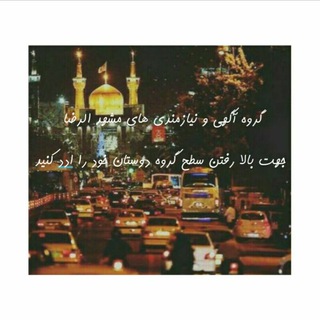 گروه آگهی و نیازمندی های مشهد الرضا
جهت بالا رفتن سطح گروه دوستان خود را ادد کنید